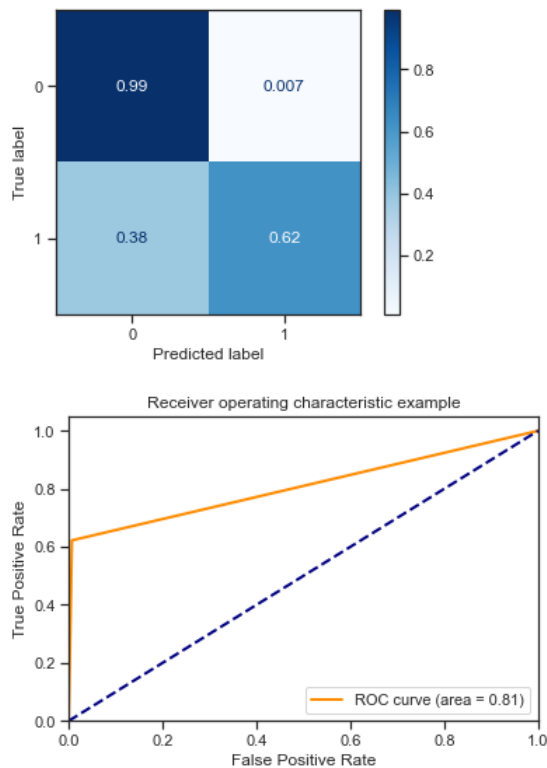 0.8
0 0.99 0.007
0.6
True label
0.4
1 0.38 0.62
0.2
0 1
Predicted label
Receiver operating characteristic example
1.0
0.8
0.6
True Positive Rate
0.4
0.2
ROC curve (area = 0.81)
0.0
0.0 0.2 0.4 0.6 0.8 1.0
False Positive Rate